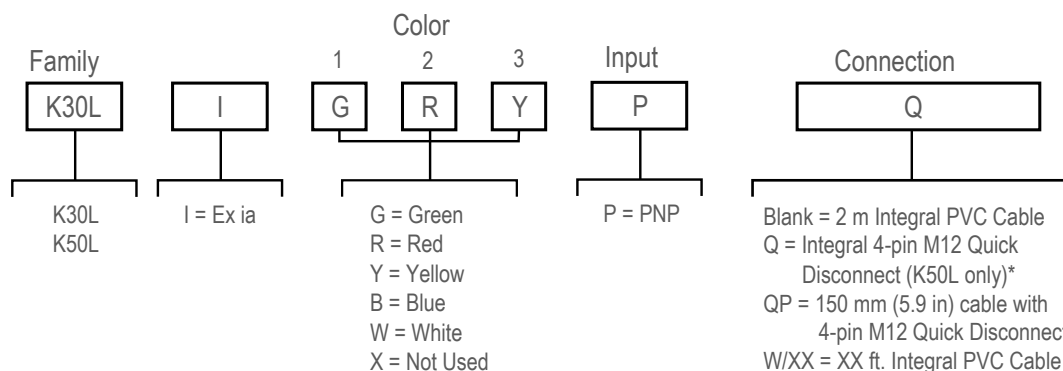 Color
Family 1 2 3 Input Connection
K30L I G R Y P Q
K30L
K50L
I = Ex ia
G = Green
R = Red
Y = Yellow
B = Blue
W = White
X = Not Used
P = PNP
Blank = 2 m Integral PVC Cable
Q = Integral 4-pin M12 Quick
Disconnect (K50L only)*
QP = 150 mm (5.9 in) cable with
4-pin M12 Quick Disconnect
W/XX = XX ft. Integral PVC Cable